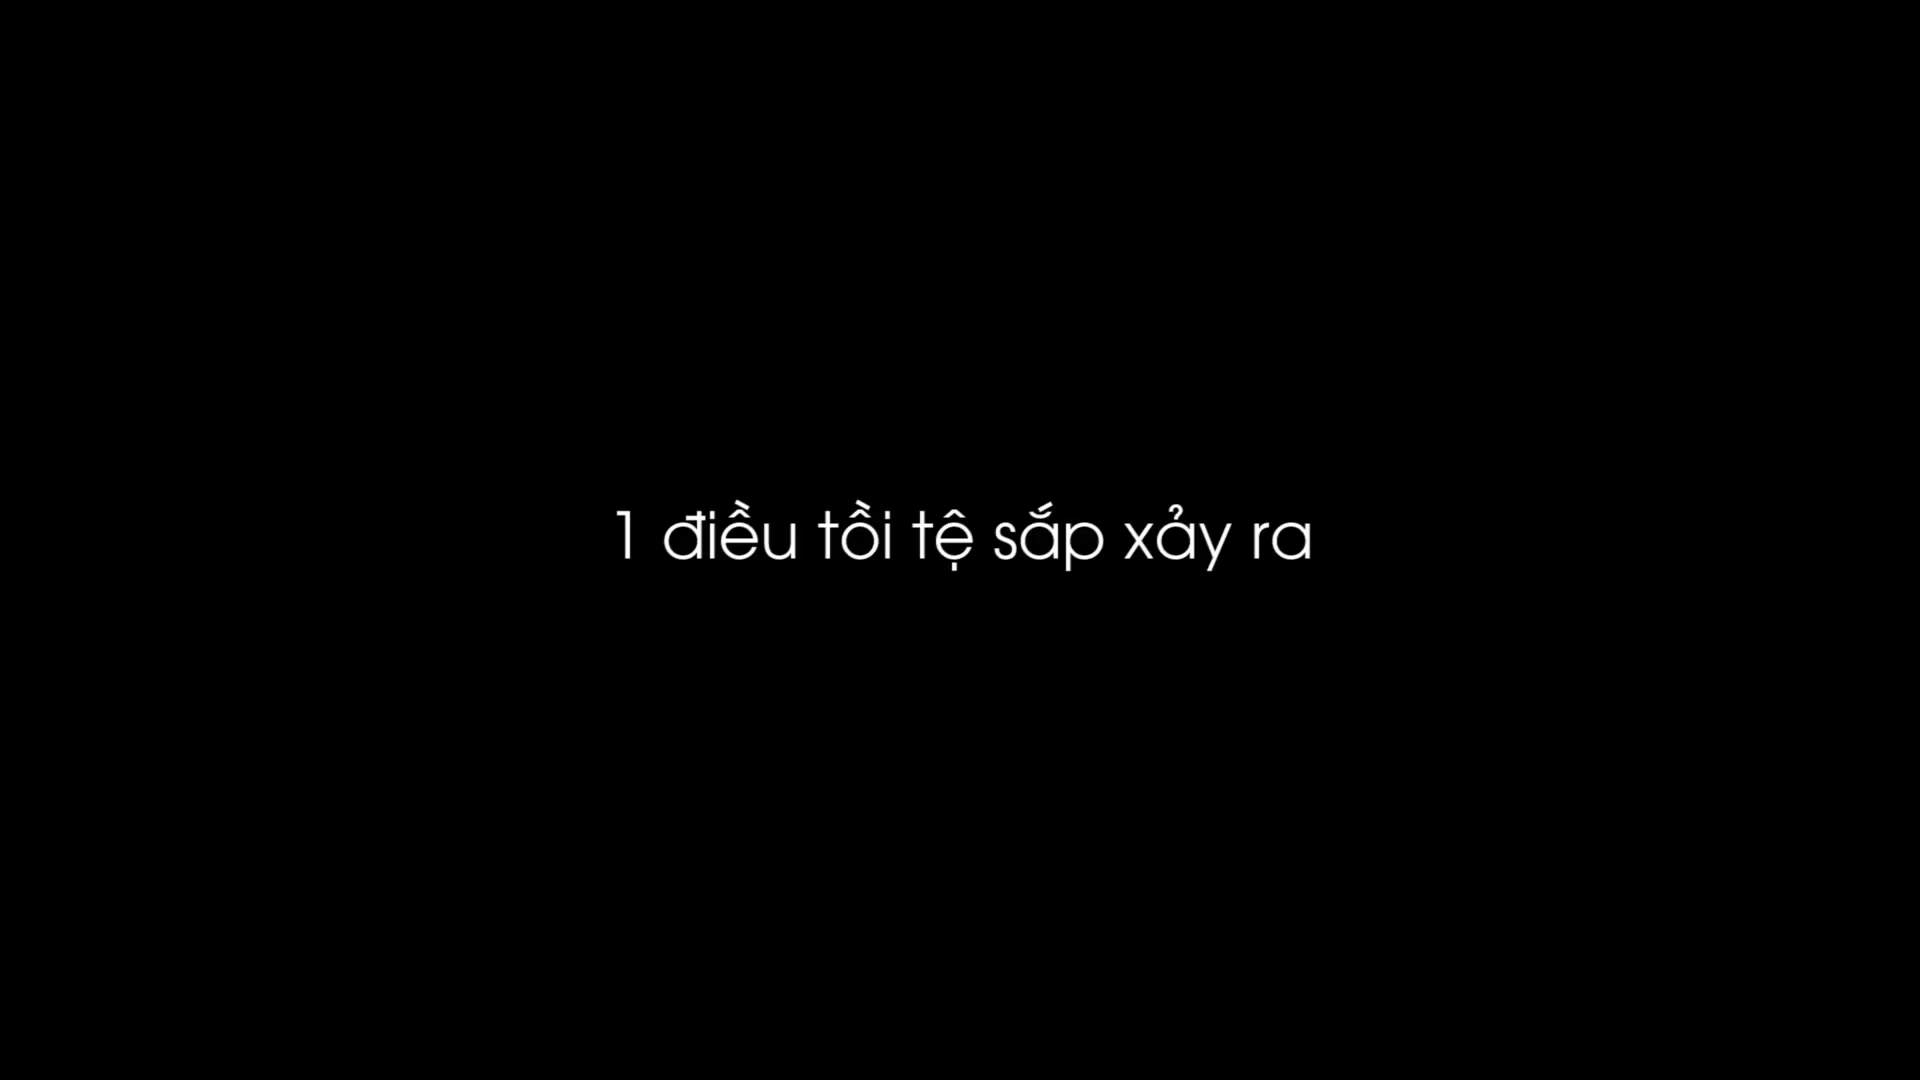 1 điều tồi tệ sắp xảy ra